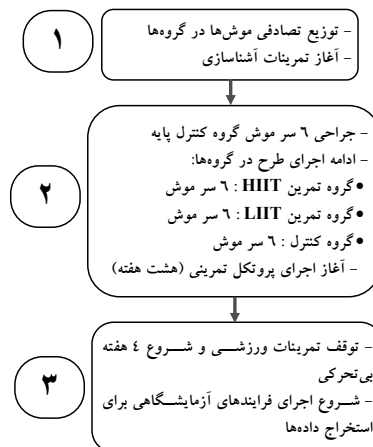 ۱
- توزیع تصادفی موش‌ها در گروه‌ها
- آغاز تمرینات آشناسازی
۲
- جراحی ٦ سر موش گروه کنترل پایه
- ادامه اجرای طرح در گروه‌ها:
• گروه تمرین HIIT : ٦ سر موش
• گروه تمرین LIIT : ٦ سر موش
• گروه کنترل : ٦ سر موش
- آغاز اجرای پروتکل تمرینی (هشت هفته)
۳
- توقف تمرینات ورزشی و شروع ٤ هفته
بی‌تحرکی
- شروع اجرای فرایندهای آزمایشگاهی برای
استخراج داده‌ها